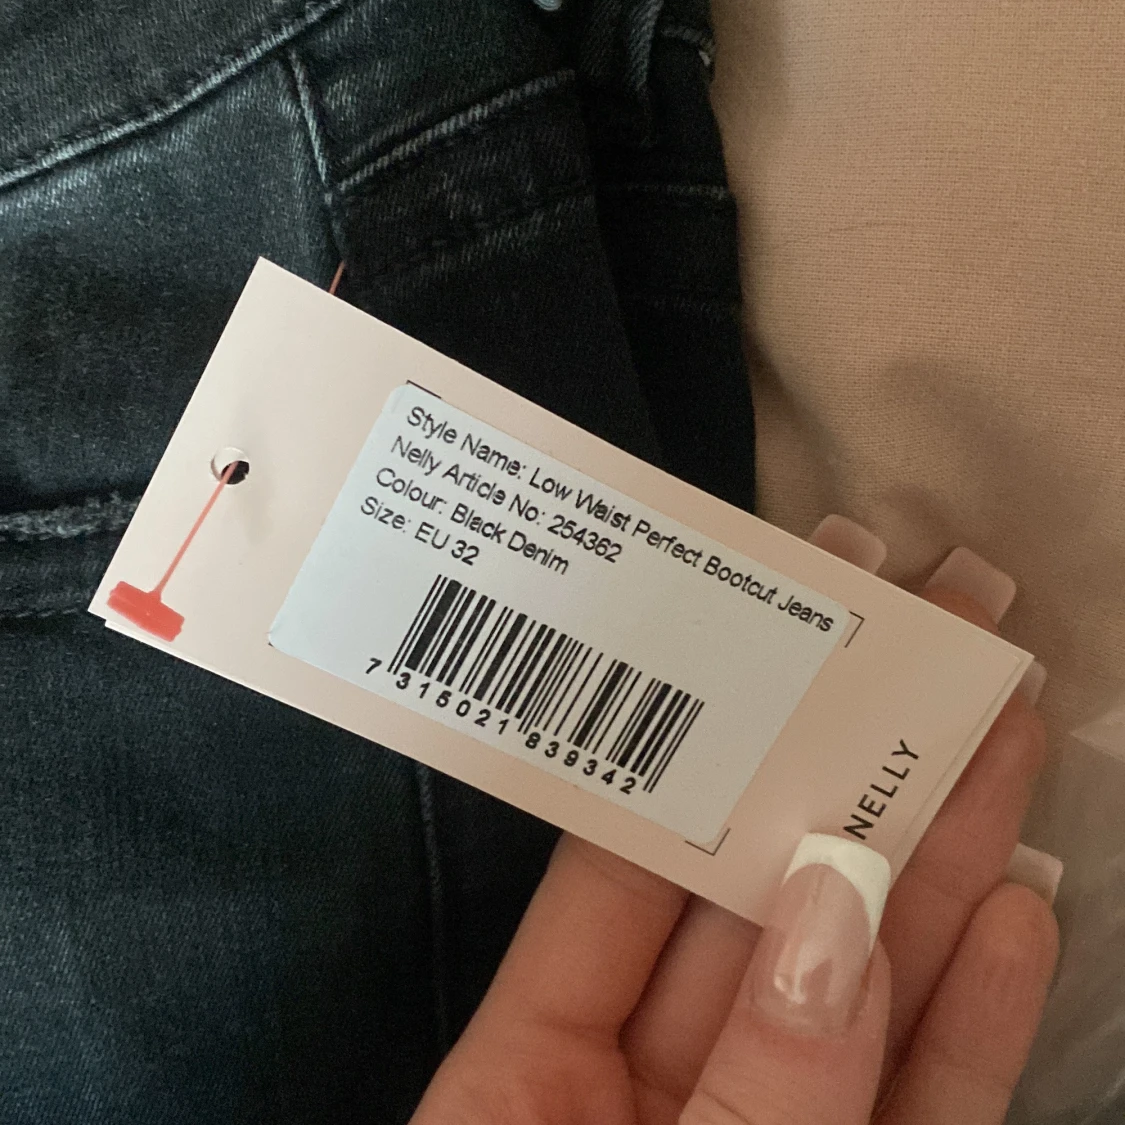 Style Name: Low Waist Perfect Bootcut Jeans
Nelly Article No: 254362
Colour: Black Denim
Size: EU 32
7 315021 839342
NELLY